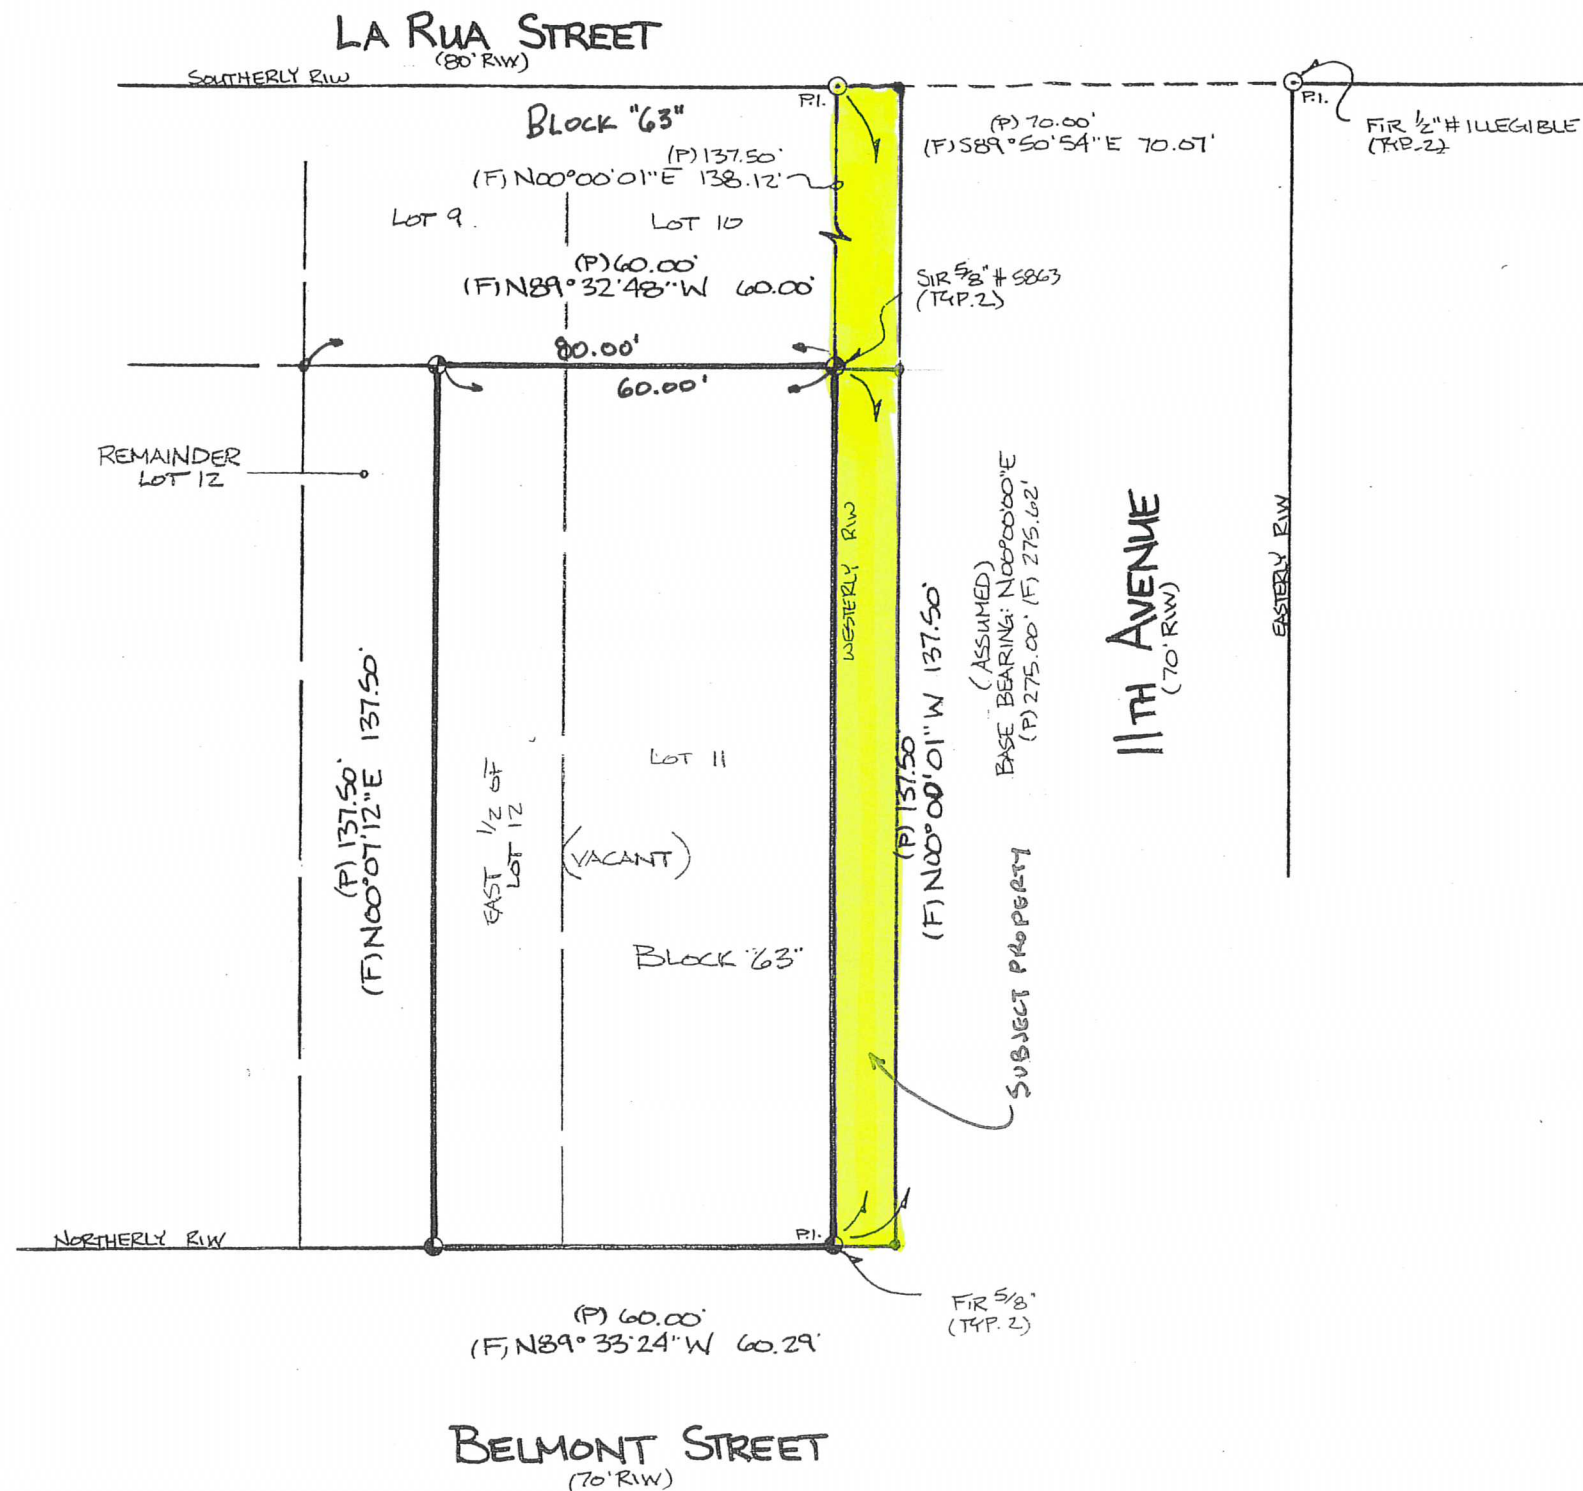 LA RUA STREET
(80' R/W)
SOUTHERLY R/W
P.I.
P.I.
BLOCK "63"
(P) 70.00'
(F) S89°50'54"E 70.07'
FIR 1/2" # ILLEGIBLE
(TYP. 2)
(P) 137.50'
(F) N00°00'01"E 138.12'
LOT 9
LOT 10
(P) 60.00'
(F) N89°32'48"W 60.00'
SIR 5/8" # 5863
(TYP. 2)
80.00'
60.00'
REMAINDER
LOT 12
WESTERLY R/W
(ASSUMED)
BASE BEARING: N00°00'00"E
(P) 275.00' (F) 275.62'
11TH AVENUE
(70' R/W)
EASTERLY R/W
(P) 137.50'
(F) N00°07'12"E 137.50'
EAST 1/2 OF
LOT 12
LOT 11
(VACANT)
BLOCK "63"
(P) 137.50
(F) N00°00'01"W 137.50'
SUBJECT PROPERTY
NORTHERLY R/W
P.I.
FIR 5/8"
(TYP. 2)
(P) 60.00'
(F) N89°33'24"W 60.29'
BELMONT STREET
(70' R/W)